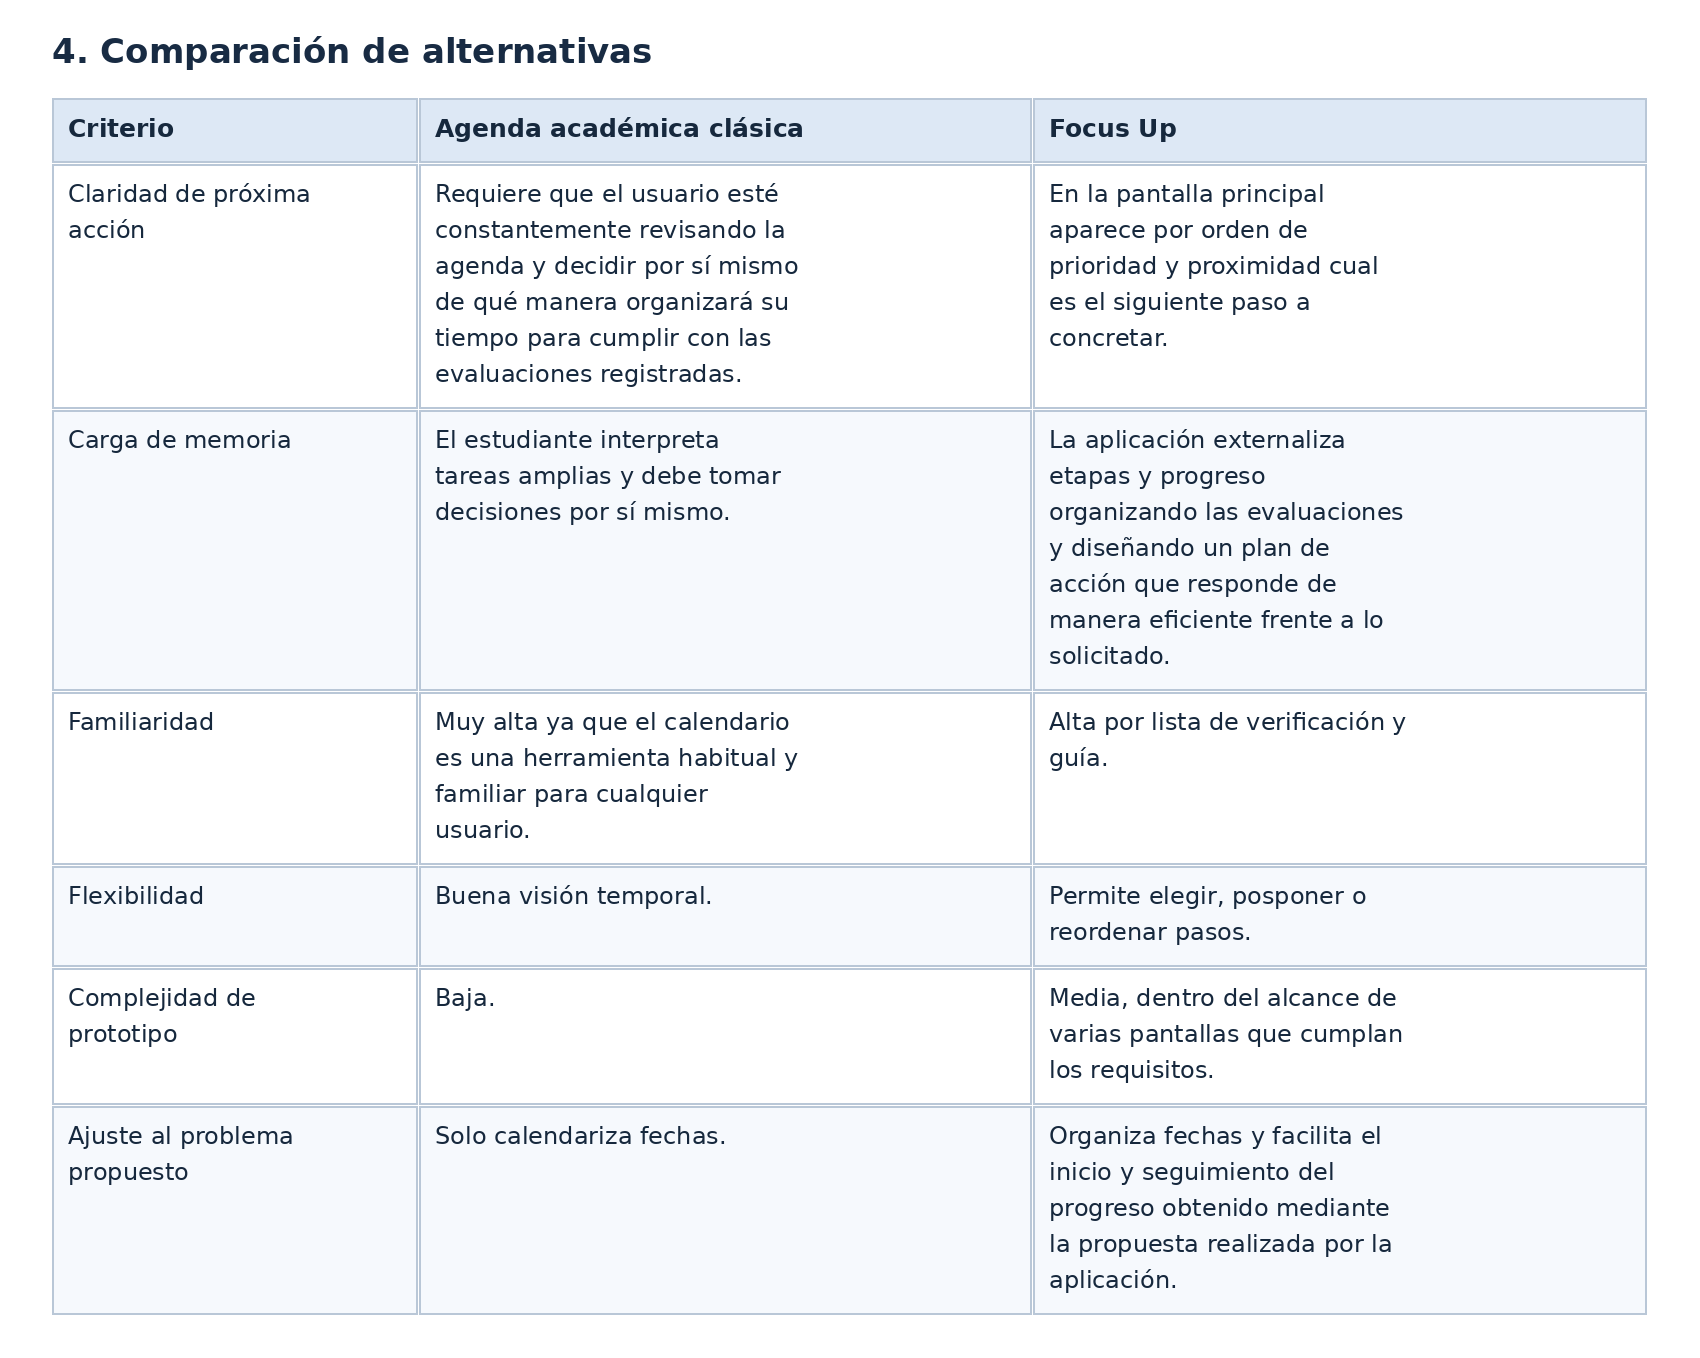 4. Comparación de alternativas
Criterio
Agenda académica clásica
Focus Up
Claridad de próxima
acción
Requiere que el usuario esté
constantemente revisando la
agenda y decidir por sí mismo
de qué manera organizará su
tiempo para cumplir con las
evaluaciones registradas.
En la pantalla principal
aparece por orden de
prioridad y proximidad cual
es el siguiente paso a
concretar.
Carga de memoria
El estudiante interpreta
tareas amplias y debe tomar
decisiones por sí mismo.
La aplicación externaliza
etapas y progreso
organizando las evaluaciones
y diseñando un plan de
acción que responde de
manera eficiente frente a lo
solicitado.
Familiaridad
Muy alta ya que el calendario
es una herramienta habitual y
familiar para cualquier
usuario.
Alta por lista de verificación y
guía.
Flexibilidad
Buena visión temporal.
Permite elegir, posponer o
reordenar pasos.
Complejidad de
prototipo
Baja.
Media, dentro del alcance de
varias pantallas que cumplan
los requisitos.
Ajuste al problema
propuesto
Solo calendariza fechas.
Organiza fechas y facilita el
inicio y seguimiento del
progreso obtenido mediante
la propuesta realizada por la
aplicación.